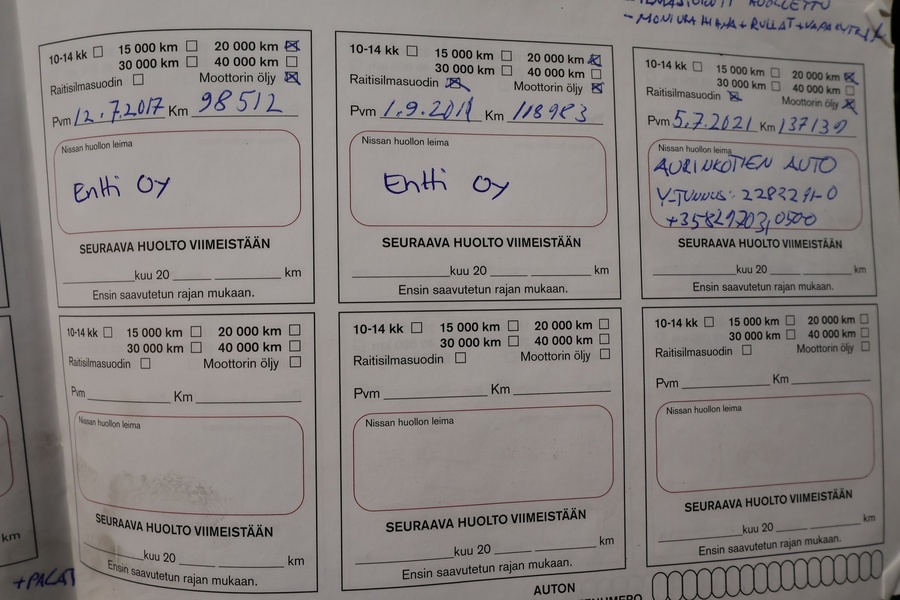 - MONIURAHIHNA + RULLAT +
10-14 kk 15 000 km 20 000 km
30 000 km 40 000 km
Raitisilmasuodin Moottorin öljy
Pvm 12.7.2017 Km 98512
Nissan huollon leima
Entti Oy
SEURAAVA HUOLTO VIIMEISTÄÄN
kuu 20 km
Ensin saavutetun rajan mukaan.
10-14 kk 15 000 km 20 000 km
30 000 km 40 000 km
Raitisilmasuodin Moottorin öljy
Pvm 1.9. Km 118983
Nissan huollon leima
Entti Oy
SEURAAVA HUOLTO VIIMEISTÄÄN
kuu 20 km
Ensin saavutetun rajan mukaan.
10-14 kk 15 000 km 20 000 km
30 000 km 40 000 km
Raitisilmasuodin Moottorin öljy
Pvm 5.7.2021 Km 137139
Nissan huollon leima
AURINKOTIEN AUTO
Y-TUNNUS:
SEURAAVA HUOLTO VIIMEISTÄÄN
kuu 20 km
Ensin saavutetun rajan mukaan.
10-14 kk 15 000 km 20 000 km
30 000 km 40 000 km
Raitisilmasuodin Moottorin öljy
Pvm Km
Nissan huollon leima
SEURAAVA HUOLTO VIIMEISTÄÄN
kuu 20 km
Ensin saavutetun rajan mukaan.
10-14 kk 15 000 km 20 000 km
30 000 km 40 000 km
Raitisilmasuodin Moottorin öljy
Pvm Km
Nissan huollon leima
SEURAAVA HUOLTO VIIMEISTÄÄN
kuu 20 km
Ensin saavutetun rajan mukaan.
10-14 kk 15 000 km 20 000 km
30 000 km 40 000 km
Raitisilmasuodin Moottorin öljy
Pvm Km
Nissan huollon leima
SEURAAVA HUOLTO VIIMEISTÄÄN
kuu 20 km
Ensin saavutetun rajan mukaan.
km
+PALAT
AUTON